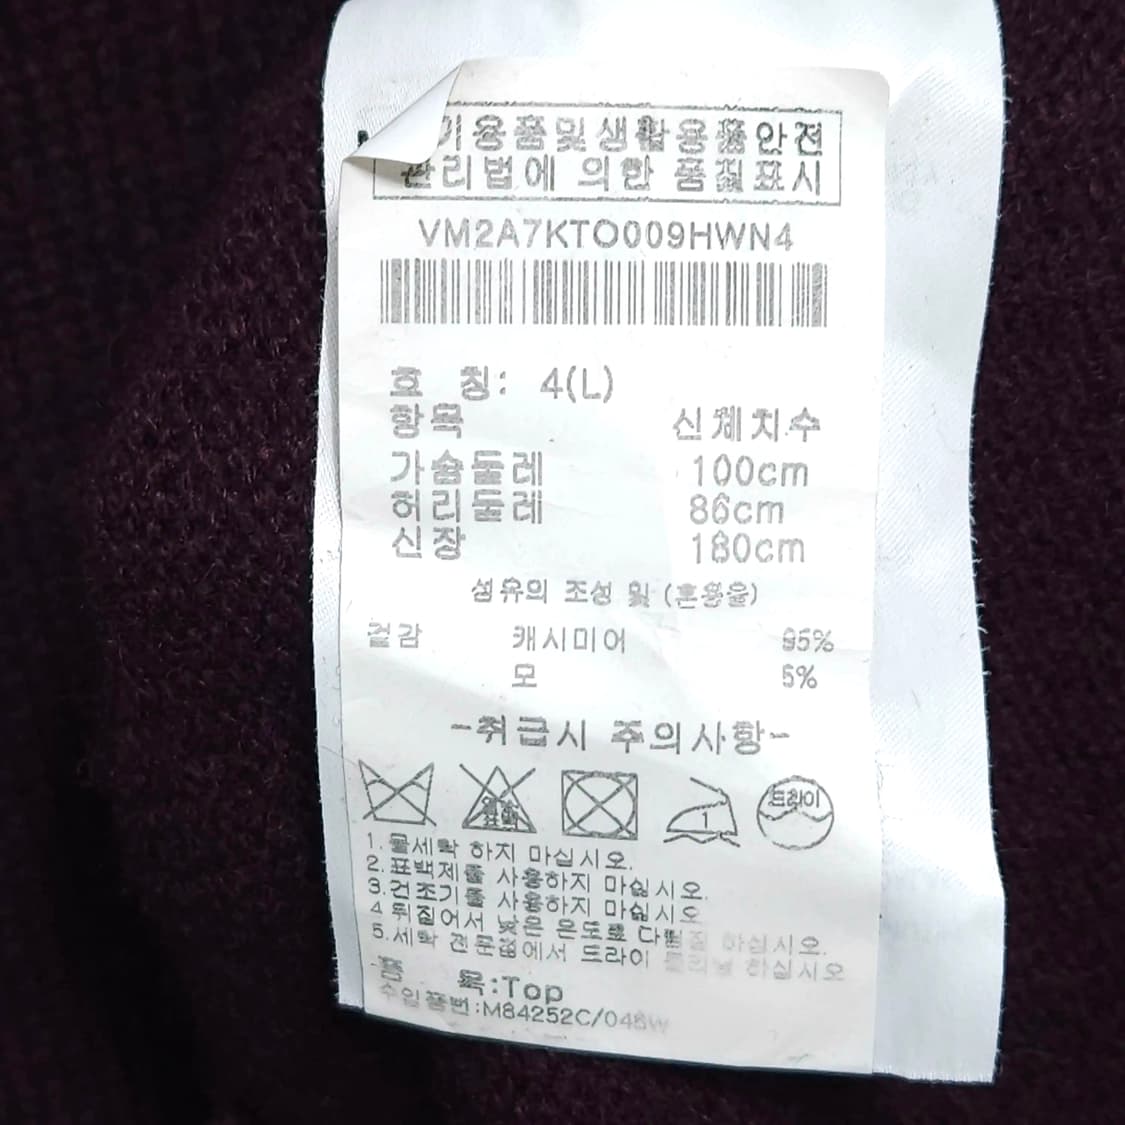 이용품및생활용품안전
관리법에 의한 품질표시
VM2A7KTO009HWN4
호 칭: 4(L)
항목 신체치수
가슴둘레 100cm
허리둘레 86cm
신장 180cm
섬유의 조성 및 (혼용율)
겉감 캐시미어 95%
모 5%
-취급시 주의사항-
염소표백
드라이
1
1.물세탁 하지 마십시오.
2.표백제를 사용하지 마십시오.
3.건조기를 사용하지 마십시오
4 뒤집어서 낮은 온도로 다림질 하십시오.
5.세탁 전문점에서 드라이 클리닝 하십시오
품 목:Top
수입품번:M84252C/046W